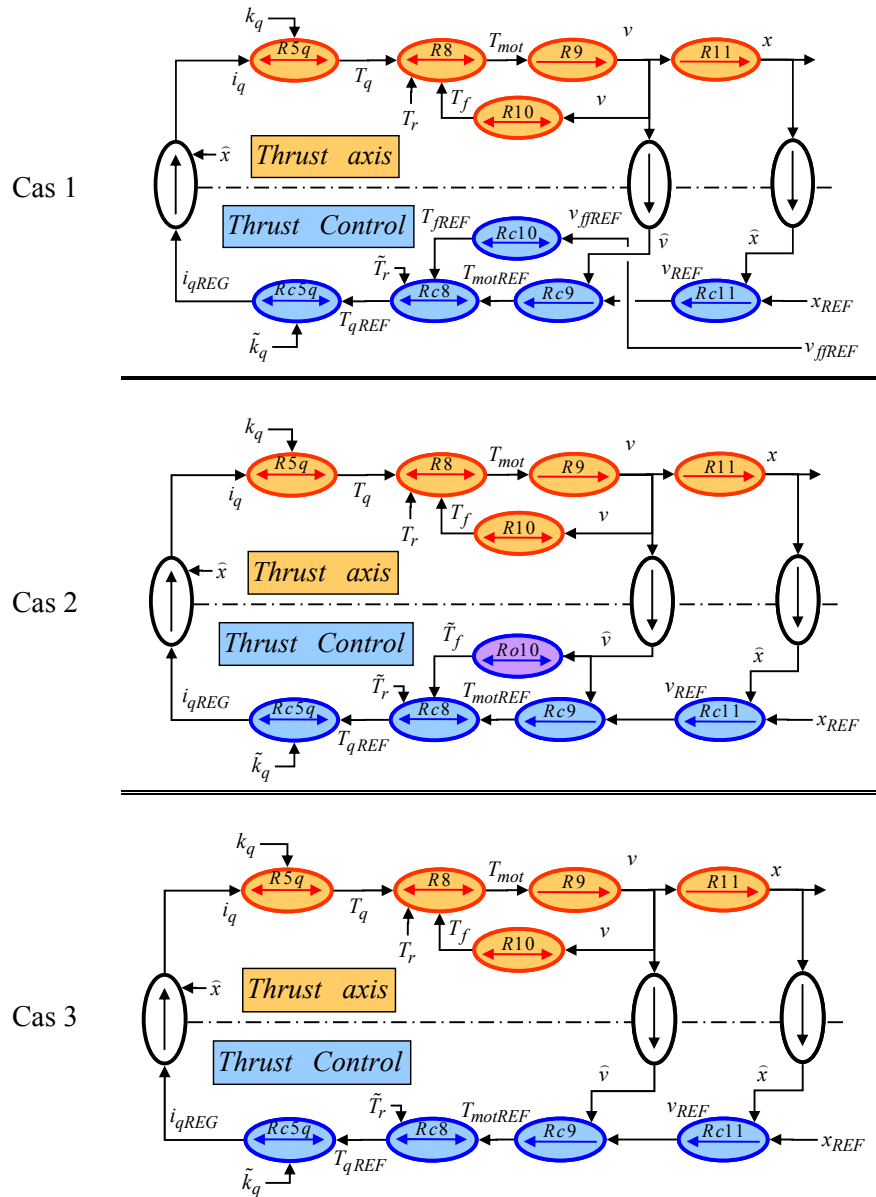 k_q
R5q
R8
T_mot
R9
v
R11
x
i_q
T_q
T_f
R10
v
T_r
x̂
Thrust axis
Cas 1
Thrust Control
T_fREF
Rc10
v_ffREF
v̂
x̂
i_qREG
Rc5q
T̃_r
Rc8
T_motREF
Rc9
v_REF
Rc11
x_REF
T_qREF
k̃_q
v_ffREF
k_q
R5q
R8
T_mot
R9
v
R11
x
i_q
T_q
T_f
R10
v
T_r
x̂
Thrust axis
Cas 2
Thrust Control
T̃_f
Ro10
v̂
x̂
i_qREG
Rc5q
T̃_r
Rc8
T_motREF
Rc9
v_REF
Rc11
x_REF
T_qREF
k̃_q
k_q
R5q
R8
T_mot
R9
v
R11
x
i_q
T_q
T_f
R10
v
T_r
x̂
Thrust axis
Cas 3
Thrust Control
v̂
x̂
i_qREG
Rc5q
T̃_r
Rc8
T_motREF
Rc9
v_REF
Rc11
x_REF
T_qREF
k̃_q